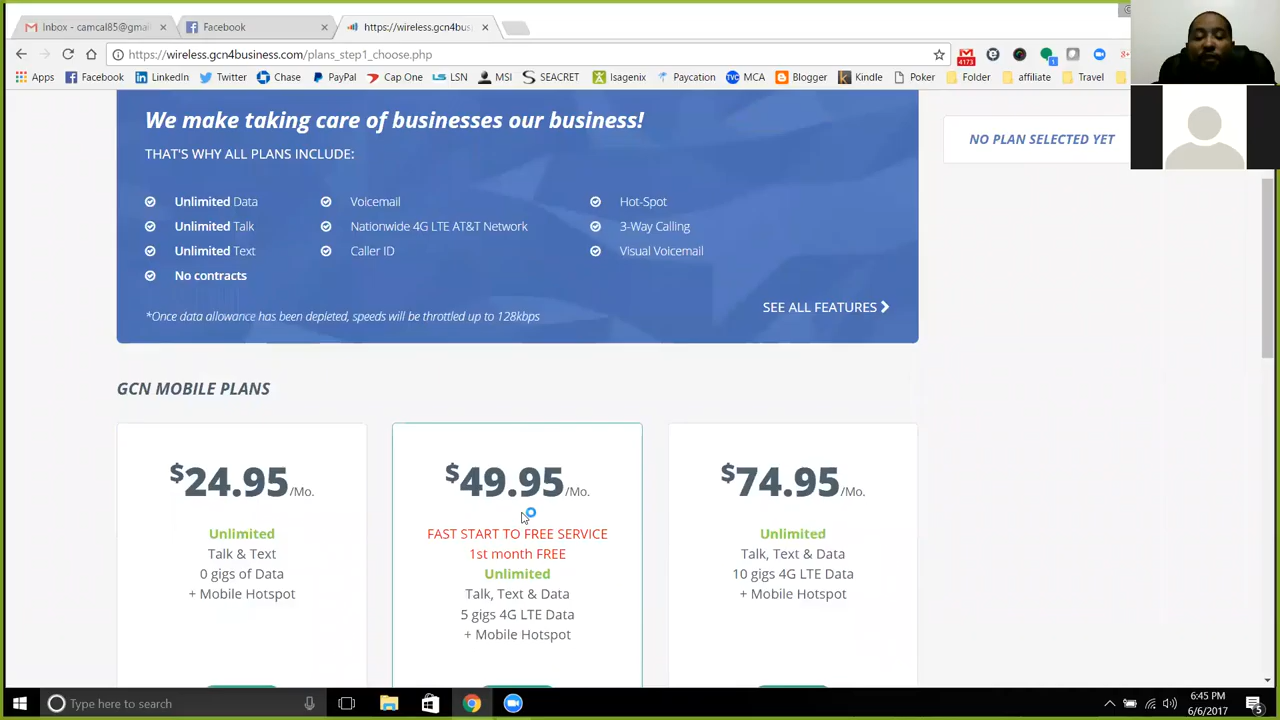 Inbox - camcal85@gmai
Facebook
https://wireless.gcn4bus
https://wireless.gcn4business.com/plans_step1_choose.php
4173
1
Apps
Facebook
LinkedIn
Twitter
Chase
PayPal
Cap One
LSN
MSI
SEACRET
Isagenix
Paycation
TVC
MCA
Blogger
Kindle
Poker
Folder
affiliate
Travel
We make taking care of businesses our business!
THAT'S WHY ALL PLANS INCLUDE:
Unlimited Data
Voicemail
Hot-Spot
Unlimited Talk
Nationwide 4G LTE AT&T Network
3-Way Calling
Unlimited Text
Caller ID
Visual Voicemail
No contracts
SEE ALL FEATURES
*Once data allowance has been depleted, speeds will be throttled up to 128kbps
NO PLAN SELECTED YET
GCN MOBILE PLANS
$24.95/Mo.
Unlimited
Talk & Text
0 gigs of Data
+ Mobile Hotspot
$49.95/Mo.
FAST START TO FREE SERVICE
1st month FREE
Unlimited
Talk, Text & Data
5 gigs 4G LTE Data
+ Mobile Hotspot
$74.95/Mo.
Unlimited
Talk, Text & Data
10 gigs 4G LTE Data
+ Mobile Hotspot
Type here to search
6:45 PM
6/6/2017
5